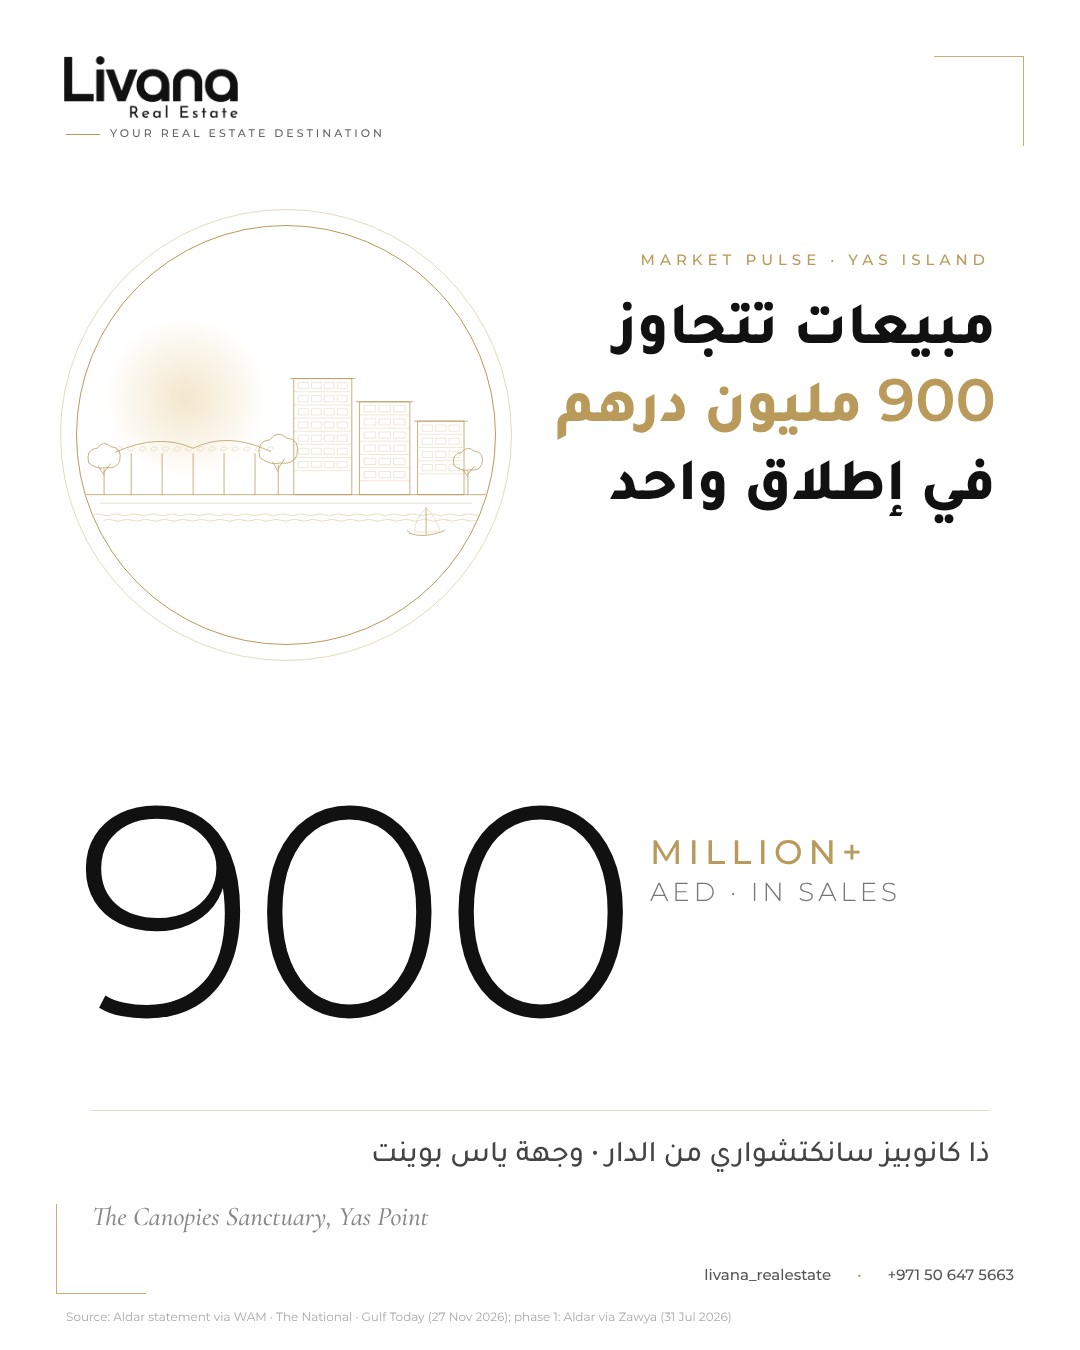 Livana
Real Estate
YOUR REAL ESTATE DESTINATION
MARKET PULSE · YAS ISLAND
مبيعات تتجاوز
900 مليون درهم
في إطلاق واحد
900
MILLION+
AED · IN SALES
ذا كانوبيز سانكتشواري من الدار · وجهة ياس بوينت
The Canopies Sanctuary, Yas Point
livana_realestate · +971 50 647 5663
Source: Aldar statement via WAM · The National · Gulf Today (27 Nov 2026); phase 1: Aldar via Zawya (31 Jul 2026)